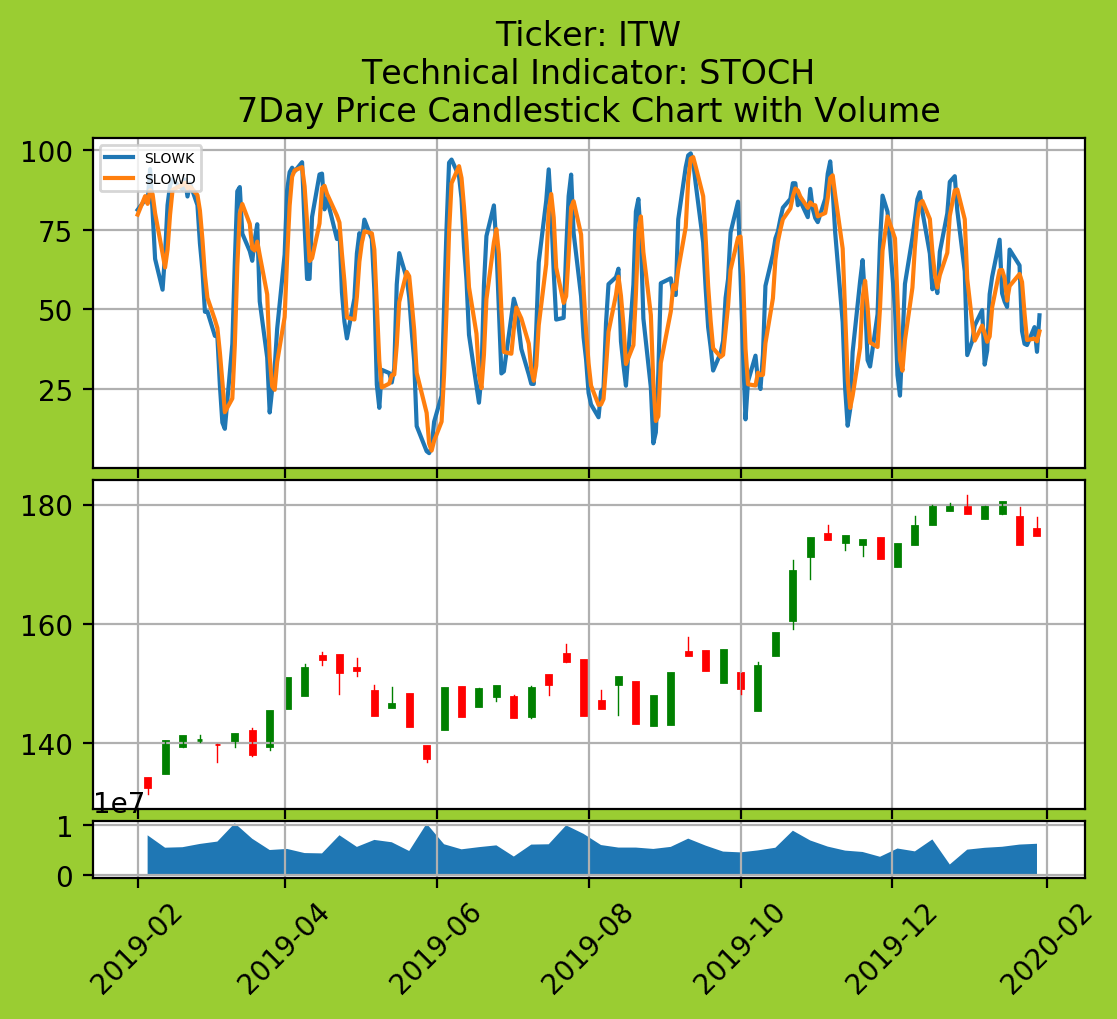 Ticker: ITW
Technical Indicator: STOCH
7Day Price Candlestick Chart with Volume
100
75
50
25
SLOWK
SLOWD
180
160
140
1e7
1
0
2019-02
2019-04
2019-06
2019-08
2019-10
2019-12
2020-02